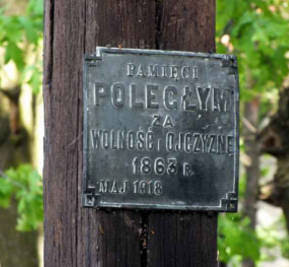 PAMIĘCI
POLEGŁYM
ZA
WOLNOŚĆ I OJCZYZNĘ
1863 R.
MAJ 1918